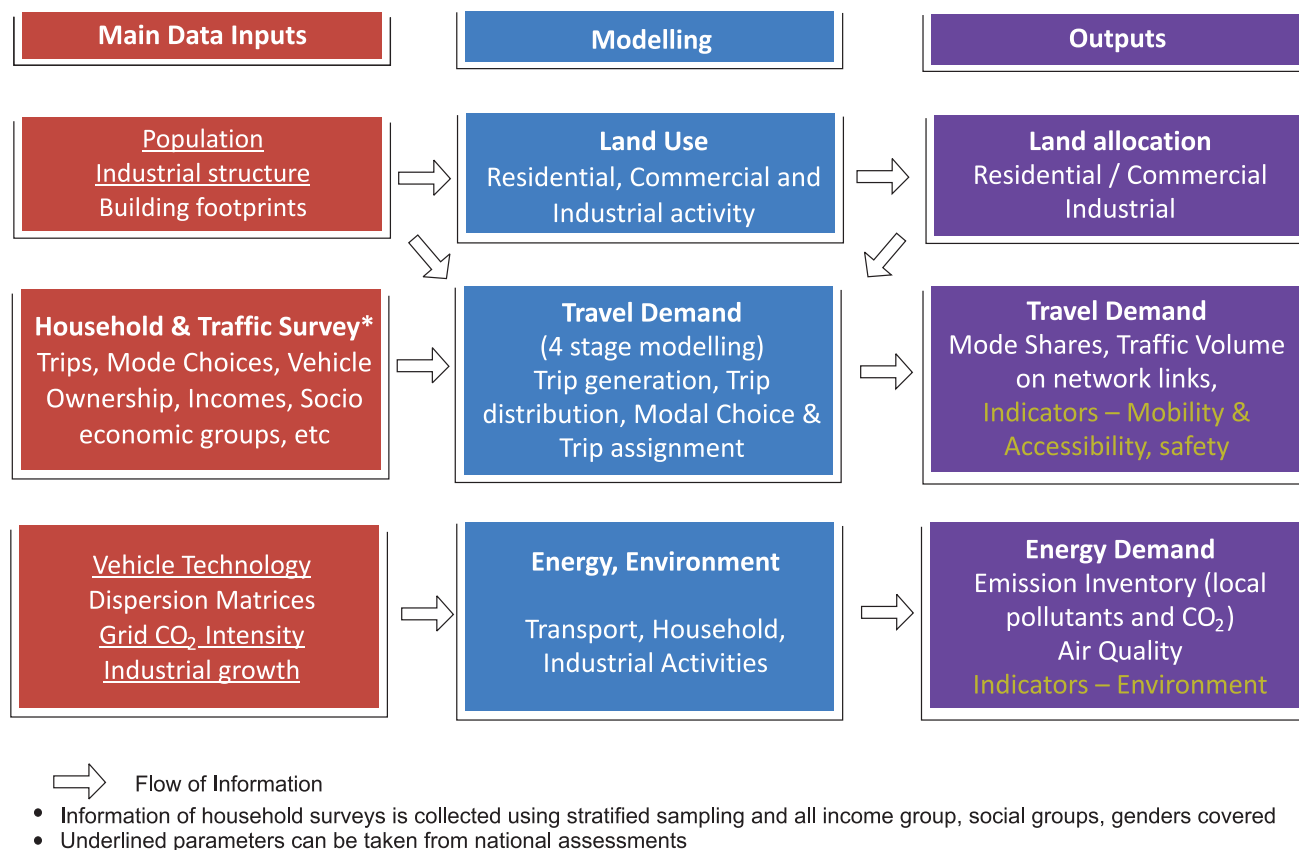 Main Data Inputs
Modelling
Outputs
Population
Industrial structure
Building footprints
Land Use
Residential, Commercial and
Industrial activity
Land allocation
Residential / Commercial
Industrial
Household & Traffic Survey*
Trips, Mode Choices, Vehicle
Ownership, Incomes, Socio
economic groups, etc
Travel Demand
(4 stage modelling)
Trip generation, Trip
distribution, Modal Choice &
Trip assignment
Travel Demand
Mode Shares, Traffic Volume
on network links,
Indicators – Mobility &
Accessibility, safety
Vehicle Technology
Dispersion Matrices
Grid CO₂ Intensity
Industrial growth
Energy, Environment
Transport, Household,
Industrial Activities
Energy Demand
Emission Inventory (local
pollutants and CO₂)
Air Quality
Indicators – Environment
Flow of Information
• Information of household surveys is collected using stratified sampling and all income group, social groups, genders covered
• Underlined parameters can be taken from national assessments